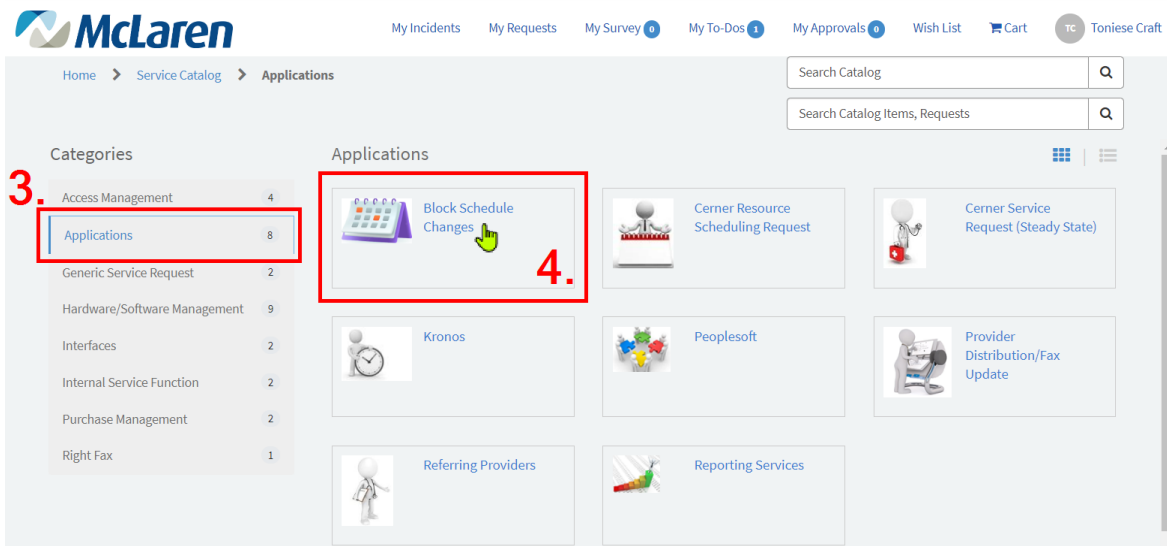 McLaren
My Incidents My Requests My Survey 0 My To-Dos 1 My Approvals 0 Wish List Cart TC Toniese Craft
Home > Service Catalog > Applications
Search Catalog
Search Catalog Items, Requests
Categories
3.
Access Management 4
Applications 8
Generic Service Request 2
Hardware/Software Management 9
Interfaces 2
Internal Service Function 2
Purchase Management 2
Right Fax 1
Applications
Block Schedule
Changes
4.
Cerner Resource
Scheduling Request
Cerner Service
Request (Steady State)
Kronos
Peoplesoft
Provider
Distribution/Fax
Update
Referring Providers
Reporting Services